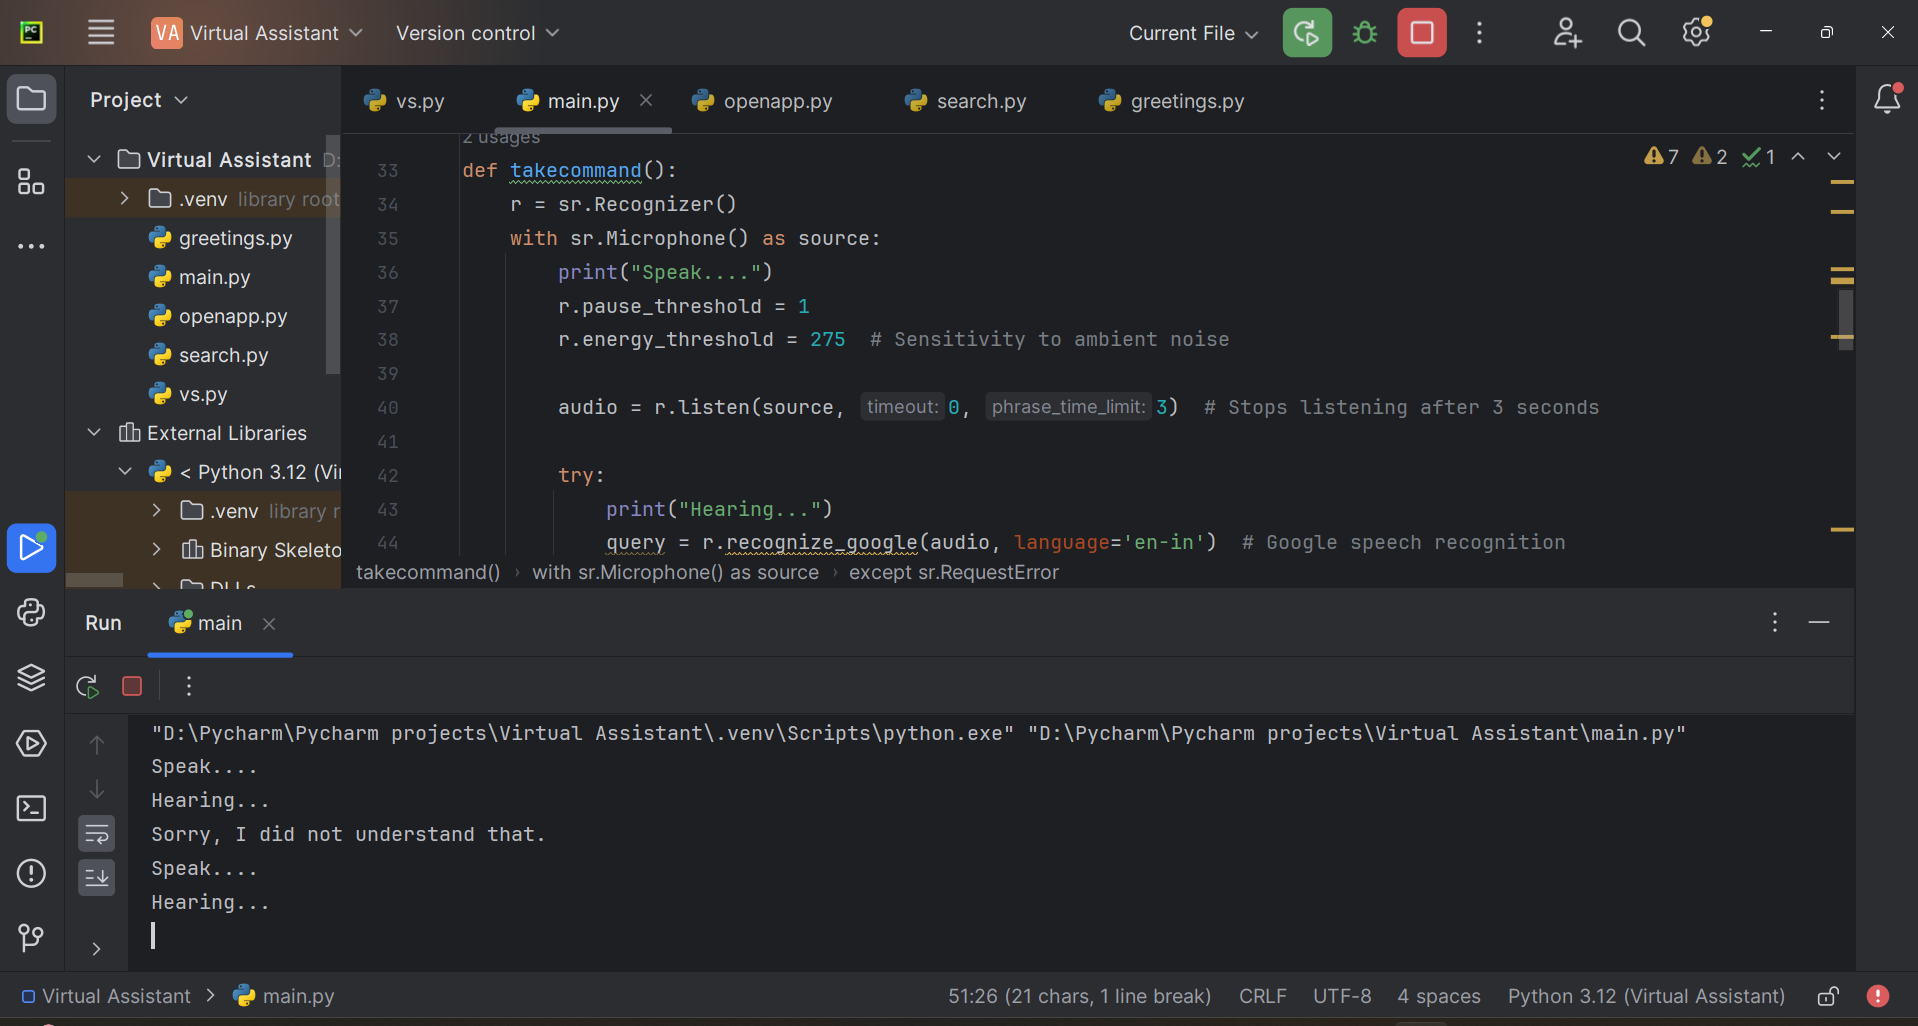 PC
VA Virtual Assistant
Version control
Current File
Project
vs.py
main.py
openapp.py
search.py
greetings.py
Virtual Assistant D:
.venv library root
greetings.py
main.py
openapp.py
search.py
vs.py
External Libraries
< Python 3.12 (Vi
.venv library r
Binary Skeleto
DLLs
2 usages
7 2 1
33 def takecommand():
34 r = sr.Recognizer()
35 with sr.Microphone() as source:
36 print("Speak....")
37 r.pause_threshold = 1
38 r.energy_threshold = 275 # Sensitivity to ambient noise
39
40 audio = r.listen(source, timeout: 0, phrase_time_limit: 3) # Stops listening after 3 seconds
41
42 try:
43 print("Hearing...")
44 query = r.recognize_google(audio, language='en-in') # Google speech recognition
takecommand() › with sr.Microphone() as source › except sr.RequestError
Run main
"D:\Pycharm\Pycharm projects\Virtual Assistant\.venv\Scripts\python.exe" "D:\Pycharm\Pycharm projects\Virtual Assistant\main.py"
Speak....
Hearing...
Sorry, I did not understand that.
Speak....
Hearing...
Virtual Assistant > main.py
51:26 (21 chars, 1 line break) CRLF UTF-8 4 spaces Python 3.12 (Virtual Assistant)